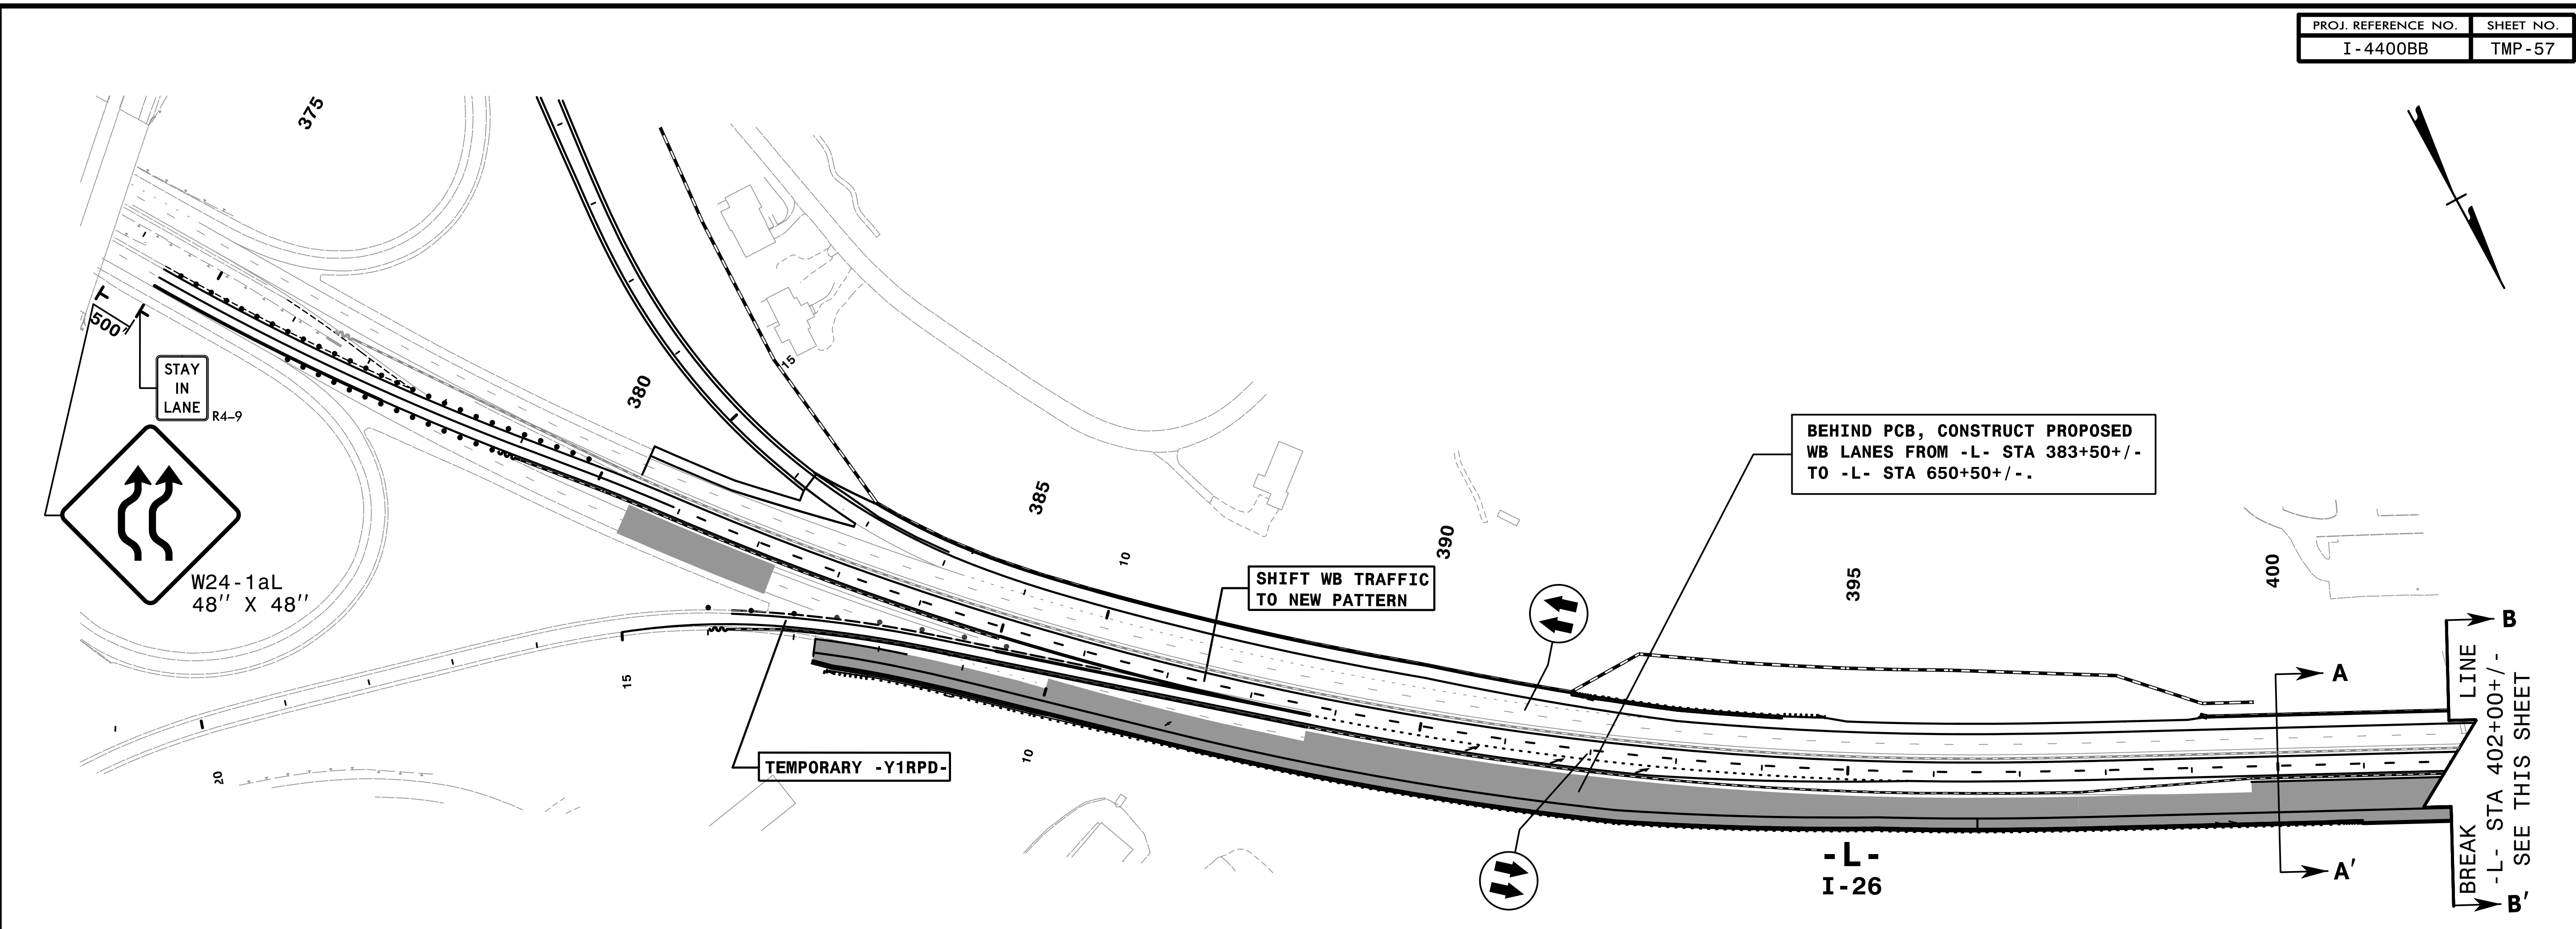 PROJ. REFERENCE NO. SHEET NO.
I-4400BB TMP-57
375
500'
STAY
IN
LANE
R4-9
W24-1aL
48'' X 48''
380
15
385
10
390
395
400
BEHIND PCB, CONSTRUCT PROPOSED
WB LANES FROM -L- STA 383+50+/-
TO -L- STA 650+50+/-.
SHIFT WB TRAFFIC
TO NEW PATTERN
TEMPORARY -Y1RPD-
15
20
10
-L-
I-26
A
A'
B
B'
BREAK LINE
-L- STA 402+00+/-
SEE THIS SHEET